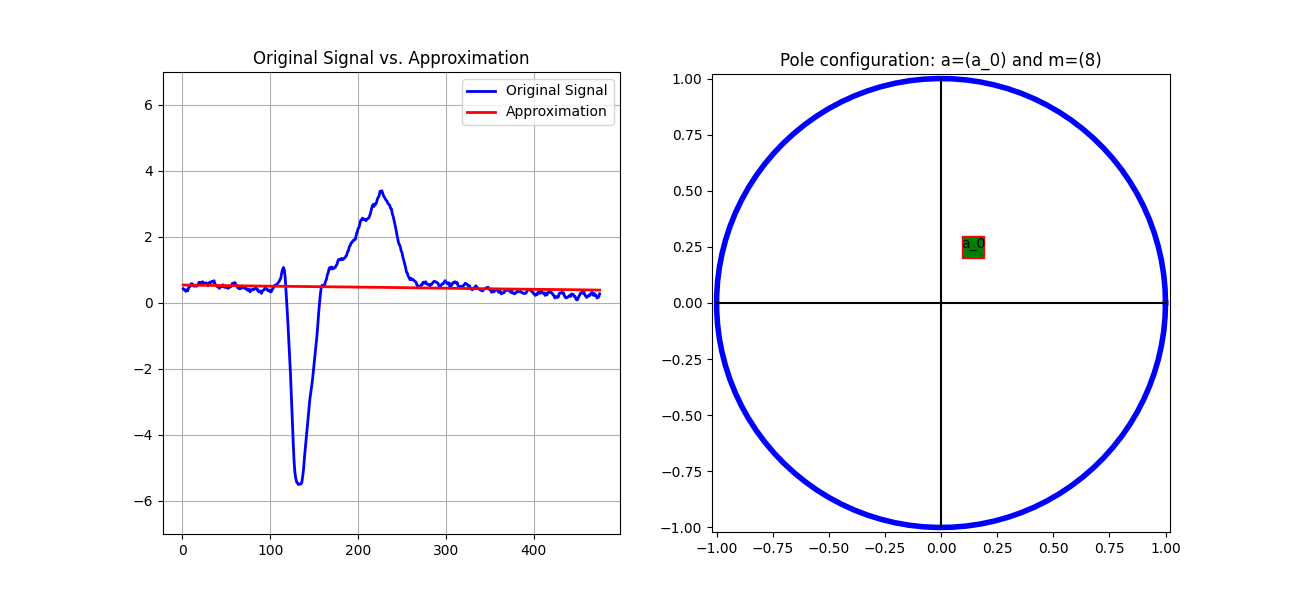 Original Signal vs. Approximation
6
4
2
0
−2
−4
−6
0 100 200 300 400
Original Signal
Approximation
Pole configuration: a=(a_0) and m=(8)
1.00
0.75
0.50
0.25
0.00
−0.25
−0.50
−0.75
−1.00
−1.00 −0.75 −0.50 −0.25 0.00 0.25 0.50 0.75 1.00
a_0